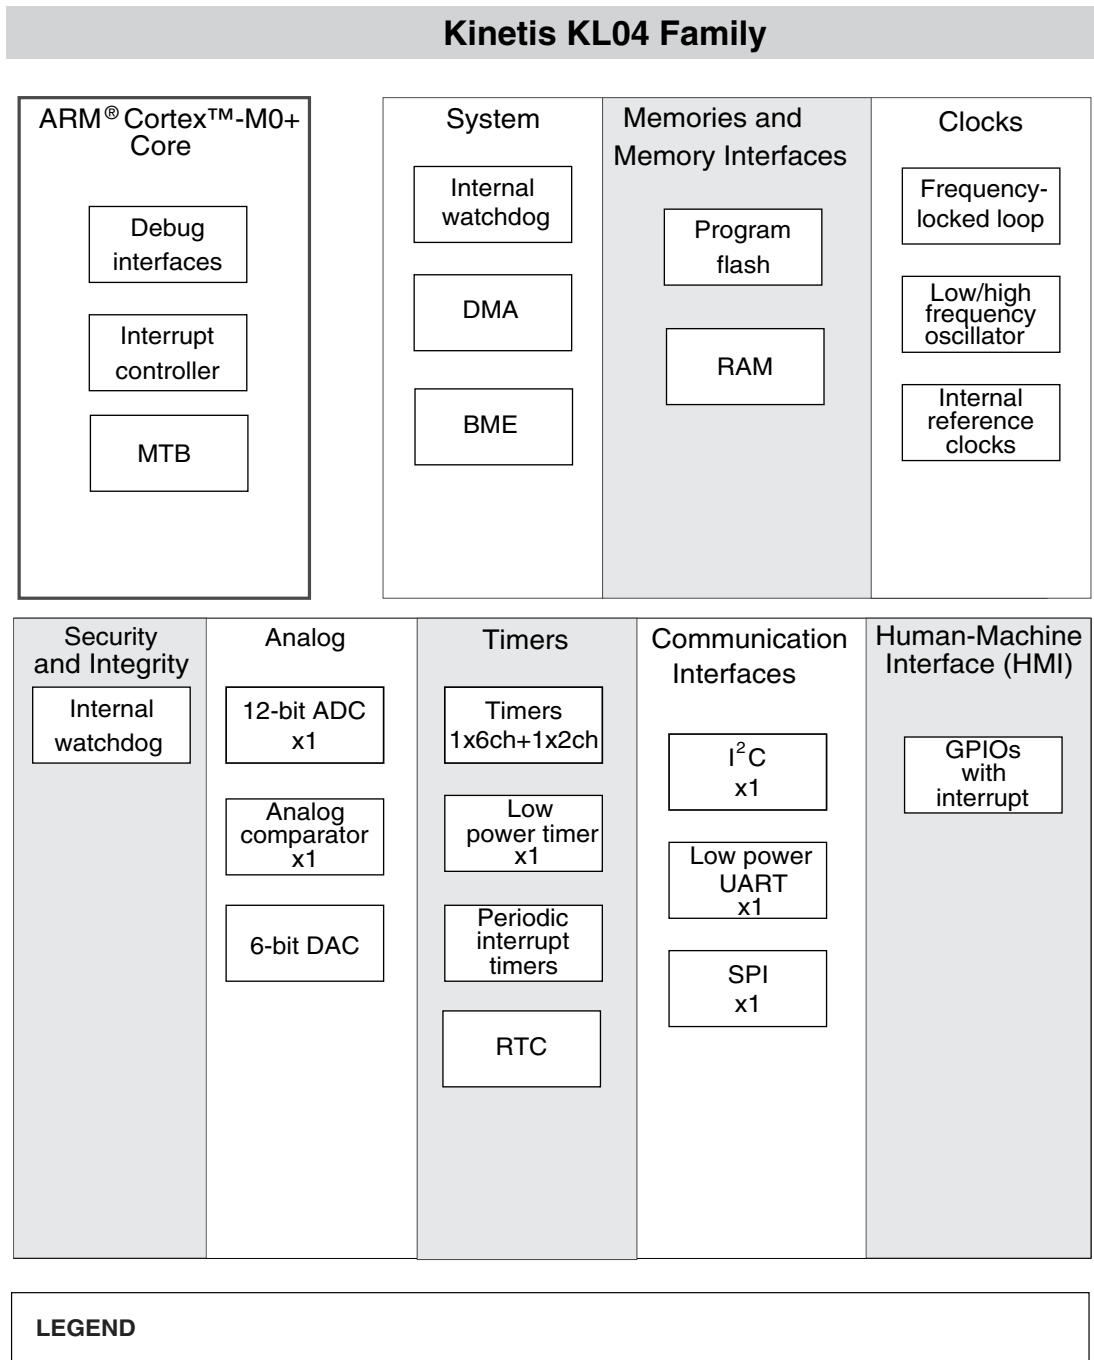 Kinetis KL04 Family
ARM® Cortex™-M0+
Core
Debug
interfaces
Interrupt
controller
MTB
System
Internal
watchdog
DMA
BME
Memories and
Memory Interfaces
Program
flash
RAM
Clocks
Frequency-
locked loop
Low/high
frequency
oscillator
Internal
reference
clocks
Security
and Integrity
Internal
watchdog
Analog
12-bit ADC
x1
Analog
comparator
x1
6-bit DAC
Timers
Timers
1x6ch+1x2ch
Low
power timer
x1
Periodic
interrupt
timers
RTC
Communication
Interfaces
I²C
x1
Low power
UART
x1
SPI
x1
Human-Machine
Interface (HMI)
GPIOs
with
interrupt
LEGEND